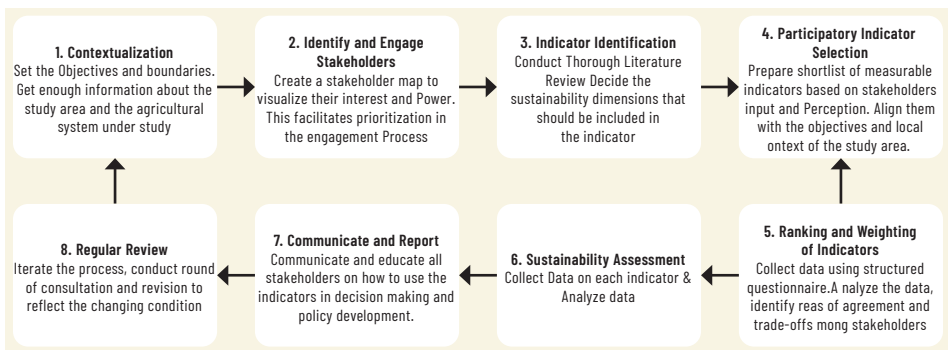 1. Contextualization
Set the Objectives and boundaries.
Get enough information about the
study area and the agricultural
system under study
2. Identify and Engage
Stakeholders
Create a stakeholder map to
visualize their interest and Power.
This facilitates prioritization in
the engagement Process
3. Indicator Identification
Conduct Thorough Literature
Review Decide the
sustainability dimensions that
should be included in
the indicator
4. Participatory Indicator
Selection
Prepare shortlist of measurable
indicators based on stakeholders
input and Perception. Align them
with the objectives and local
ontext of the study area.
8. Regular Review
Iterate the process, conduct round
of consultation and revision to
reflect the changing condition
7. Communicate and Report
Communicate and educate all
stakeholders on how to use the
indicators in decision making and
policy development.
6. Sustainability Assessment
Collect Data on each indicator &
Analyze data
5. Ranking and Weighting
of Indicators
Collect data using structured
questionnaire.A nalyze the data,
identify reas of agreement and
trade-offs mong stakeholders